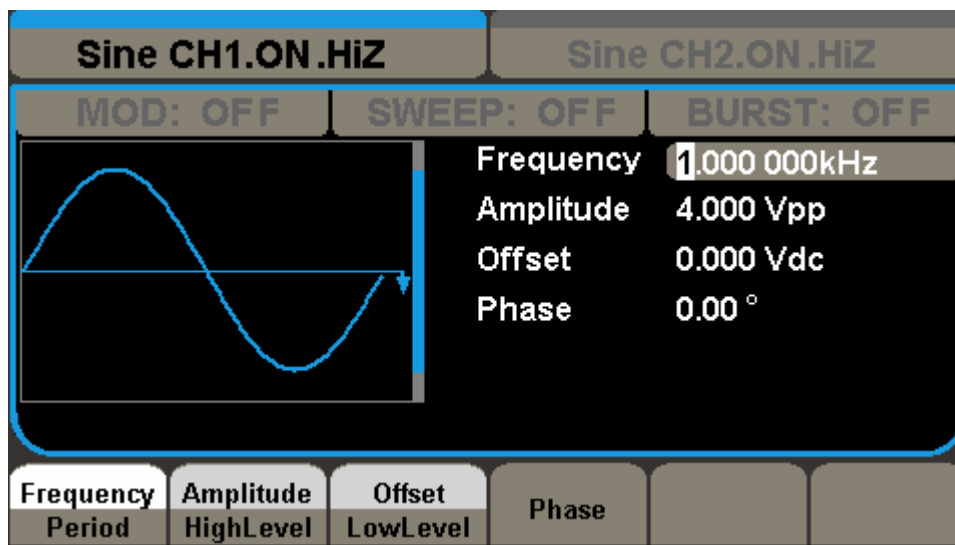 Sine CH1.ON.HiZ
Sine CH2.ON.HiZ
MOD: OFF
SWEEP: OFF
BURST: OFF
Frequency 1.000 000kHz
Amplitude 4.000 Vpp
Offset 0.000 Vdc
Phase 0.00 °
Frequency
Period
Amplitude
HighLevel
Offset
LowLevel
Phase